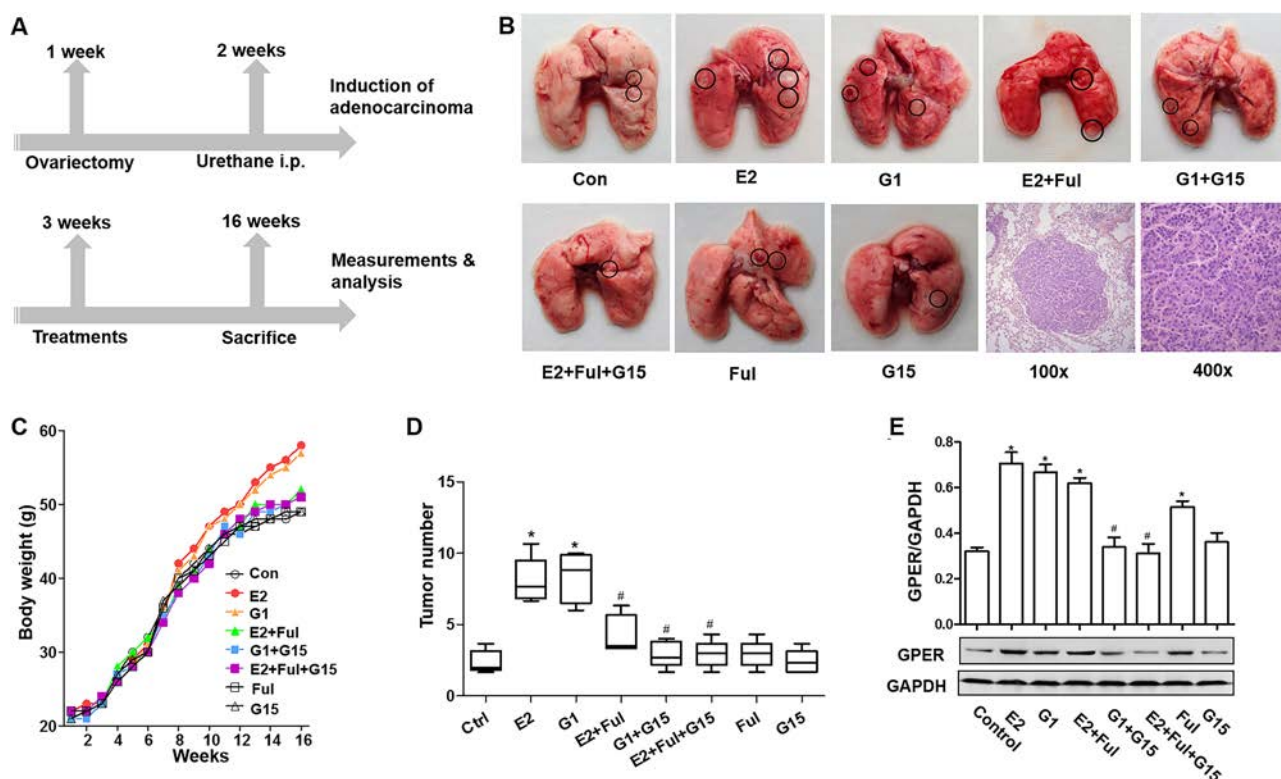 A
1 week
2 weeks
Induction of
adenocarcinoma
Ovariectomy
Urethane i.p.
3 weeks
16 weeks
Measurements &
analysis
Treatments
Sacrifice
B
Con
E2
G1
E2+Ful
G1+G15
E2+Ful+G15
Ful
G15
100x
400x
C
60
50
40
30
20
Body weight (g)
2 4 6 8 10 12 14 16
Weeks
Con
E2
G1
E2+Ful
G1+G15
E2+Ful+G15
Ful
G15
D
15
10
5
0
Tumor number
* * # # #
Ctrl
E2
G1
E2+Ful
G1+G15
E2+Ful+G15
Ful
G15
E
0.8
0.6
0.4
0.2
0.0
GPER/GAPDH
* * * # # *
GPER
GAPDH
Control
E2
G1
E2+Ful
G1+G15
E2+Ful+G15
Ful
G15